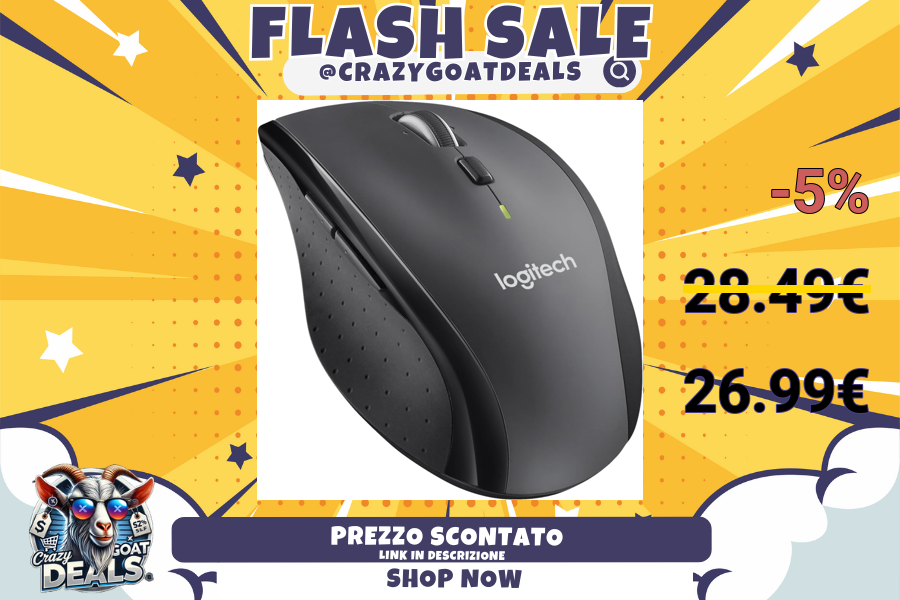 FLASH SALE
@CRAZYGOATDEALS
-5%
28.49€
logitech
26.99€
$
52%
Crazy
GOAT
DEALS
PREZZO SCONTATO
LINK IN DESCRIZIONE
SHOP NOW